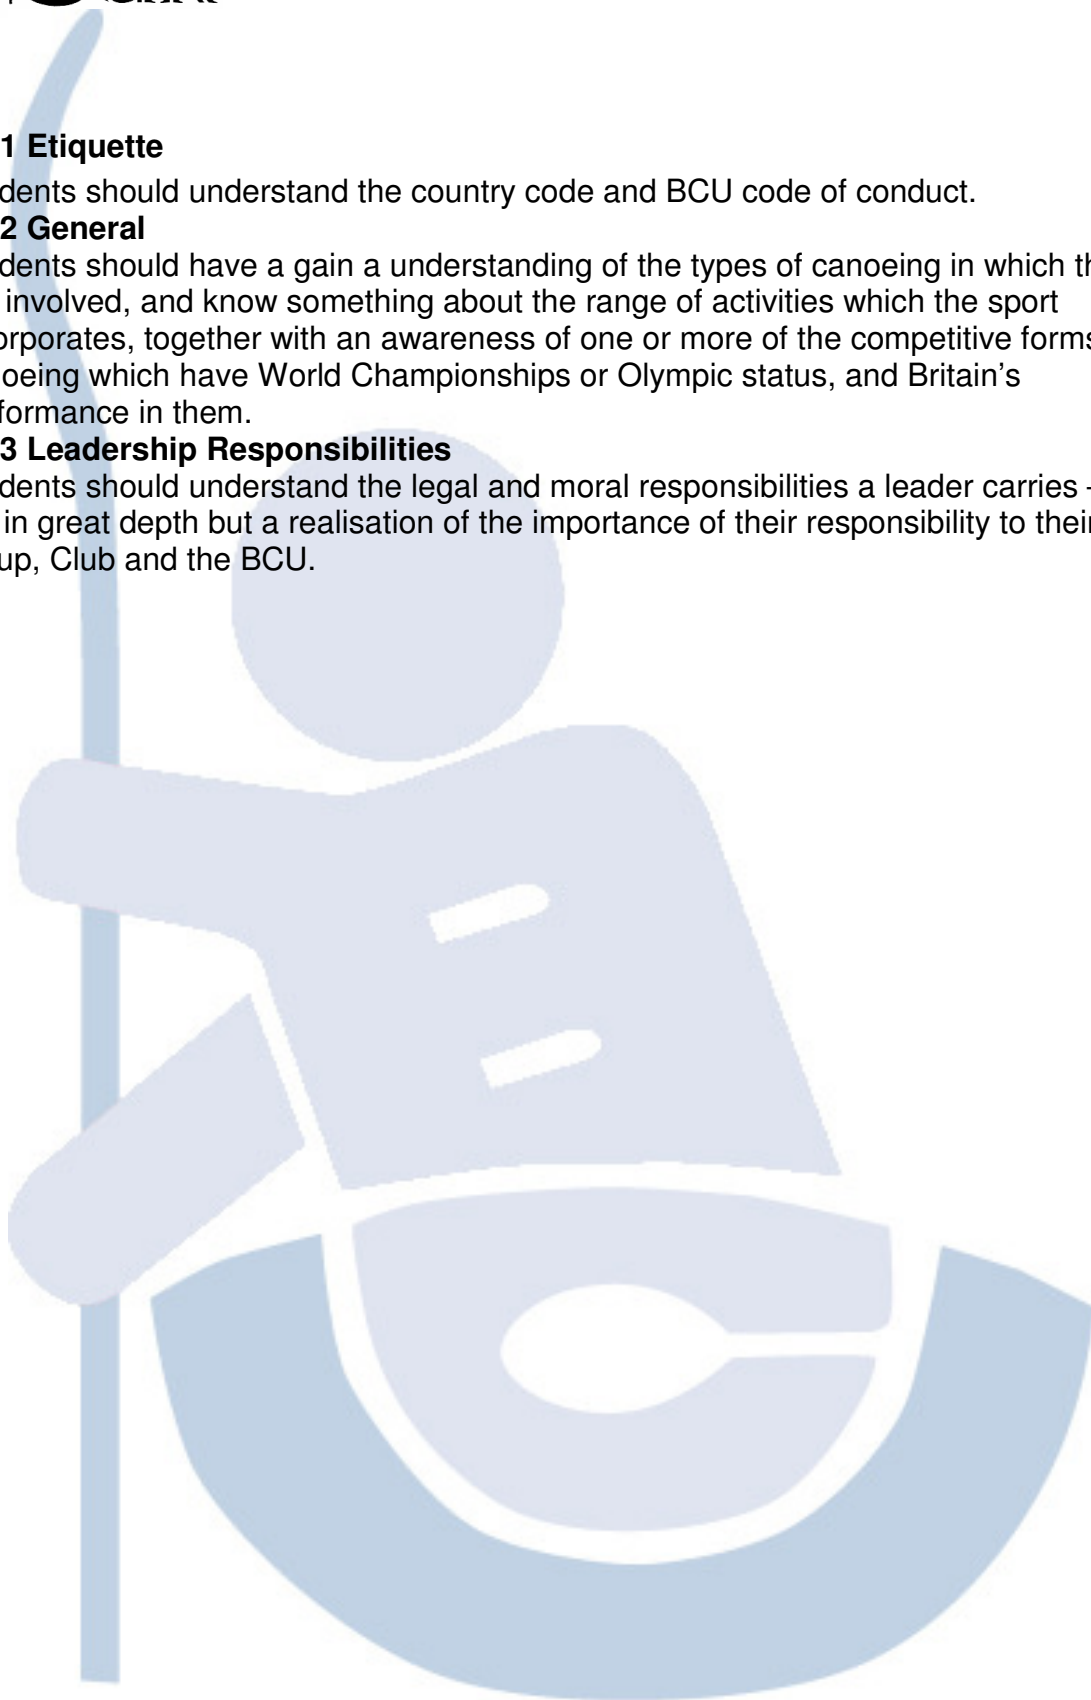 1 Etiquette
dents should understand the country code and BCU code of conduct.
2 General
dents should have a gain a understanding of the types of canoeing in which th
involved, and know something about the range of activities which the sport
orporates, together with an awareness of one or more of the competitive forms
oeing which have World Championships or Olympic status, and Britain’s
formance in them.
3 Leadership Responsibilities
dents should understand the legal and moral responsibilities a leader carries -
in great depth but a realisation of the importance of their responsibility to their
up, Club and the BCU.